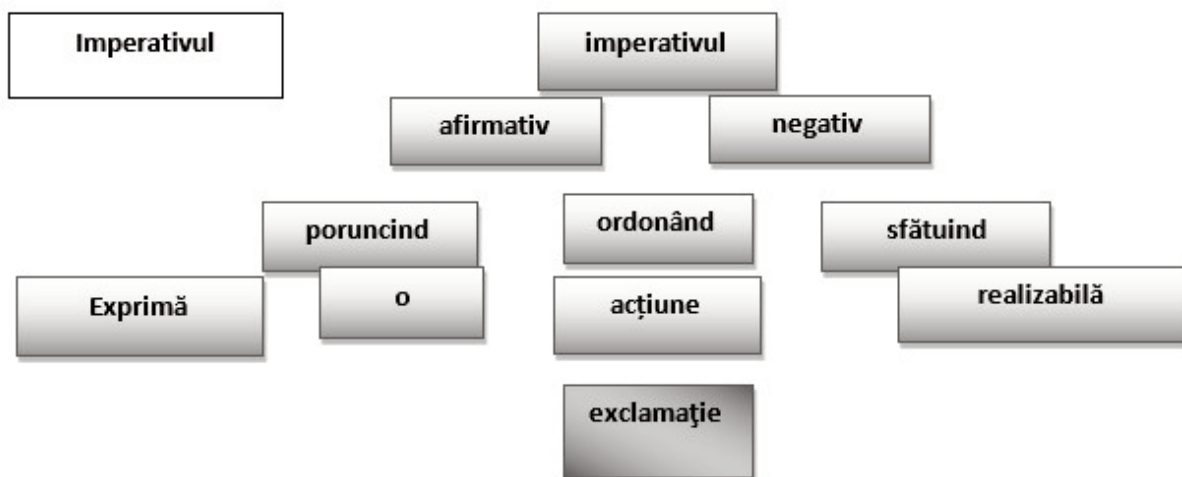 Imperativul
imperativul
afirmativ
negativ
poruncind
ordonând
sfătuind
Exprimă
o
acțiune
realizabilă
exclamaţie